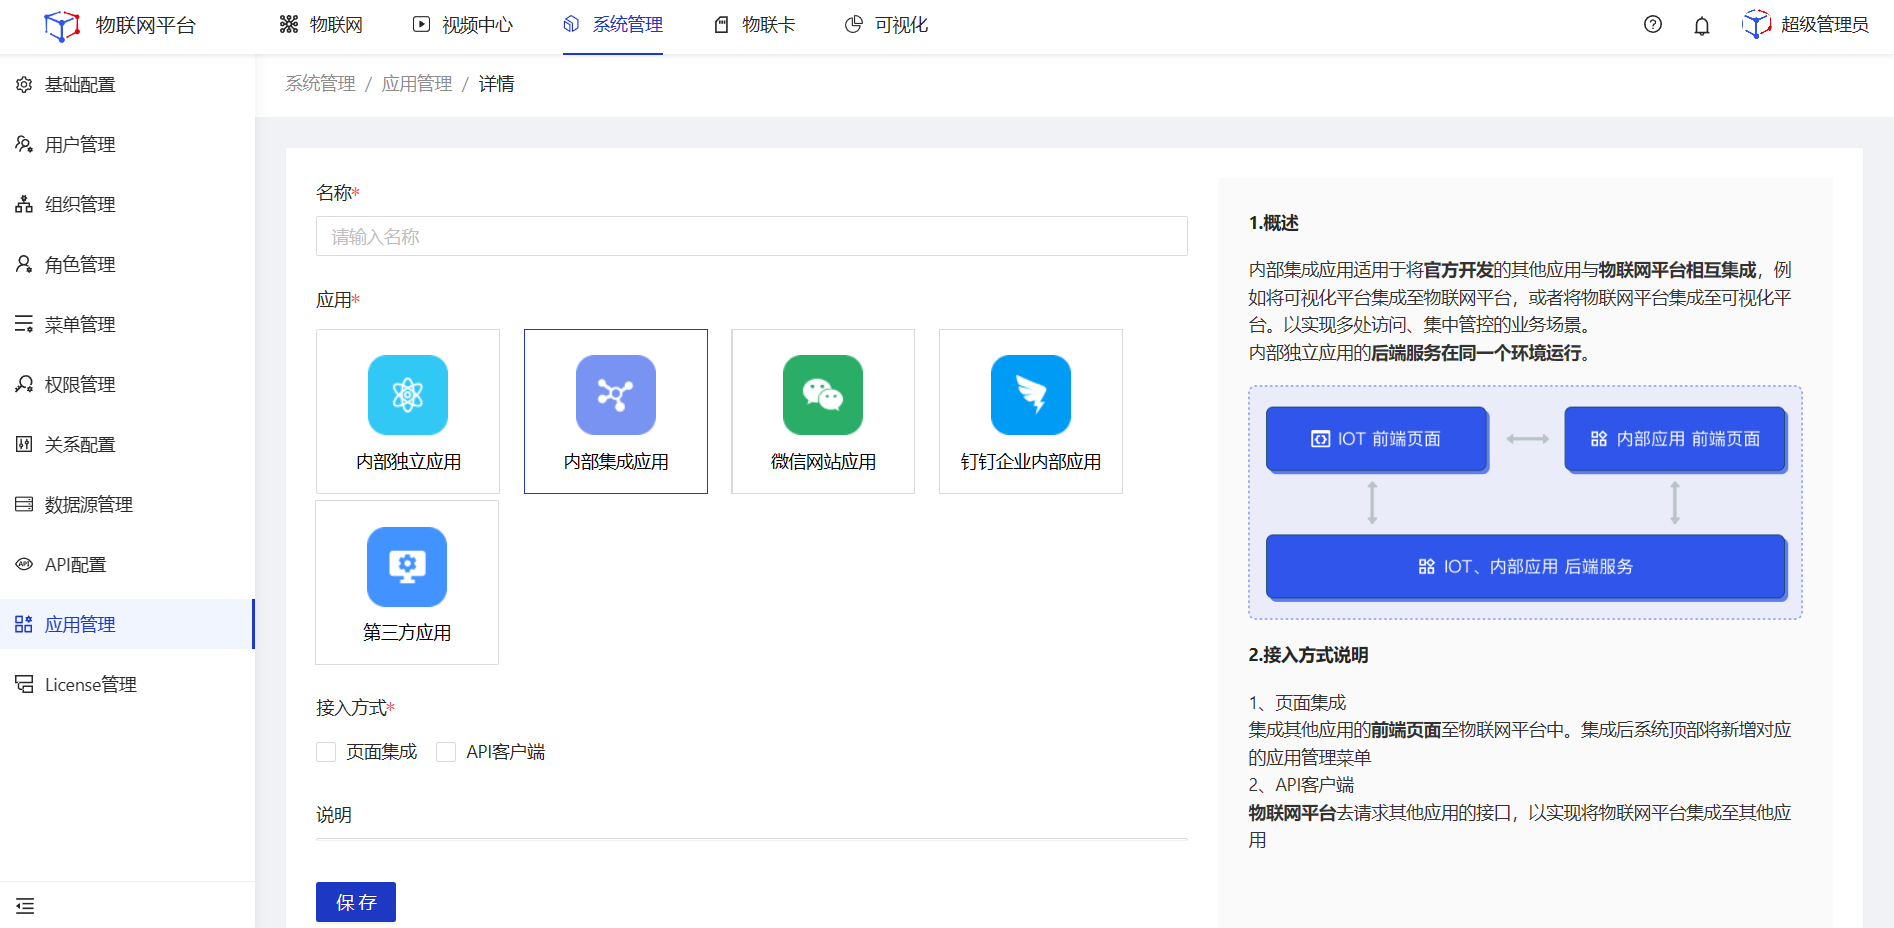 物联网平台
物联网
视频中心
系统管理
物联卡
可视化
超级管理员
基础配置
用户管理
组织管理
角色管理
菜单管理
权限管理
关系配置
数据源管理
API配置
应用管理
License管理
系统管理 / 应用管理 / 详情
名称*
请输入名称
应用*
内部独立应用
内部集成应用
微信网站应用
钉钉企业内部应用
第三方应用
接入方式*
页面集成
API客户端
说明
保存
1.概述
内部集成应用适用于将官方开发的其他应用与物联网平台相互集成，例
如将可视化平台集成至物联网平台，或者将物联网平台集成至可视化平
台。以实现多处访问、集中管控的业务场景。
内部独立应用的后端服务在同一个环境运行。
IOT 前端页面
内部应用 前端页面
IOT、内部应用 后端服务
2.接入方式说明
1、页面集成
集成其他应用的前端页面至物联网平台中。集成后系统顶部将新增对应
的应用管理菜单
2、API客户端
物联网平台去请求其他应用的接口，以实现将物联网平台集成至其他应
用